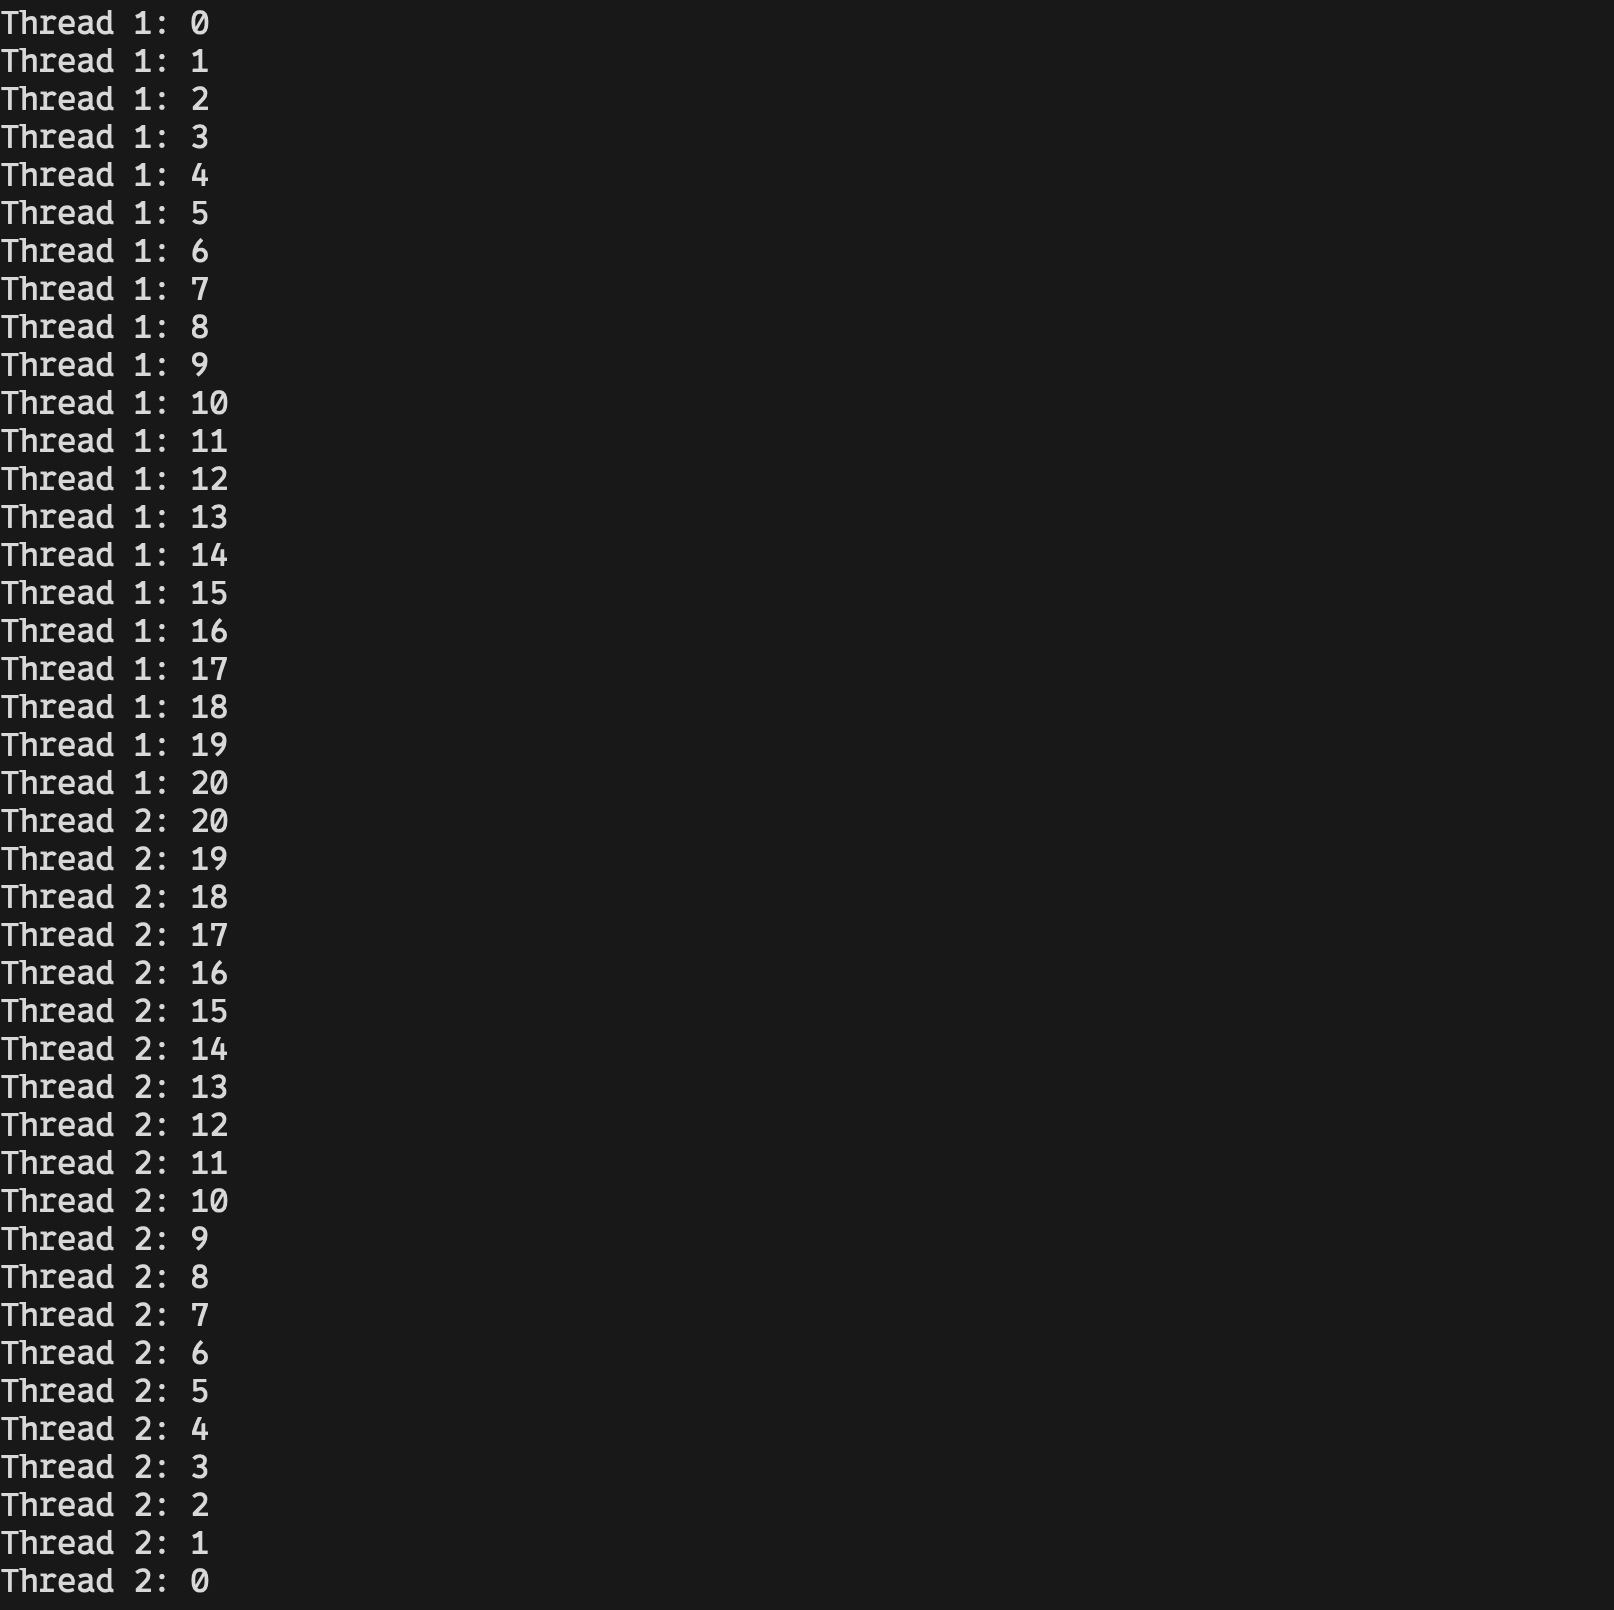 Thread 1: 0
Thread 1: 1
Thread 1: 2
Thread 1: 3
Thread 1: 4
Thread 1: 5
Thread 1: 6
Thread 1: 7
Thread 1: 8
Thread 1: 9
Thread 1: 10
Thread 1: 11
Thread 1: 12
Thread 1: 13
Thread 1: 14
Thread 1: 15
Thread 1: 16
Thread 1: 17
Thread 1: 18
Thread 1: 19
Thread 1: 20
Thread 2: 20
Thread 2: 19
Thread 2: 18
Thread 2: 17
Thread 2: 16
Thread 2: 15
Thread 2: 14
Thread 2: 13
Thread 2: 12
Thread 2: 11
Thread 2: 10
Thread 2: 9
Thread 2: 8
Thread 2: 7
Thread 2: 6
Thread 2: 5
Thread 2: 4
Thread 2: 3
Thread 2: 2
Thread 2: 1
Thread 2: 0